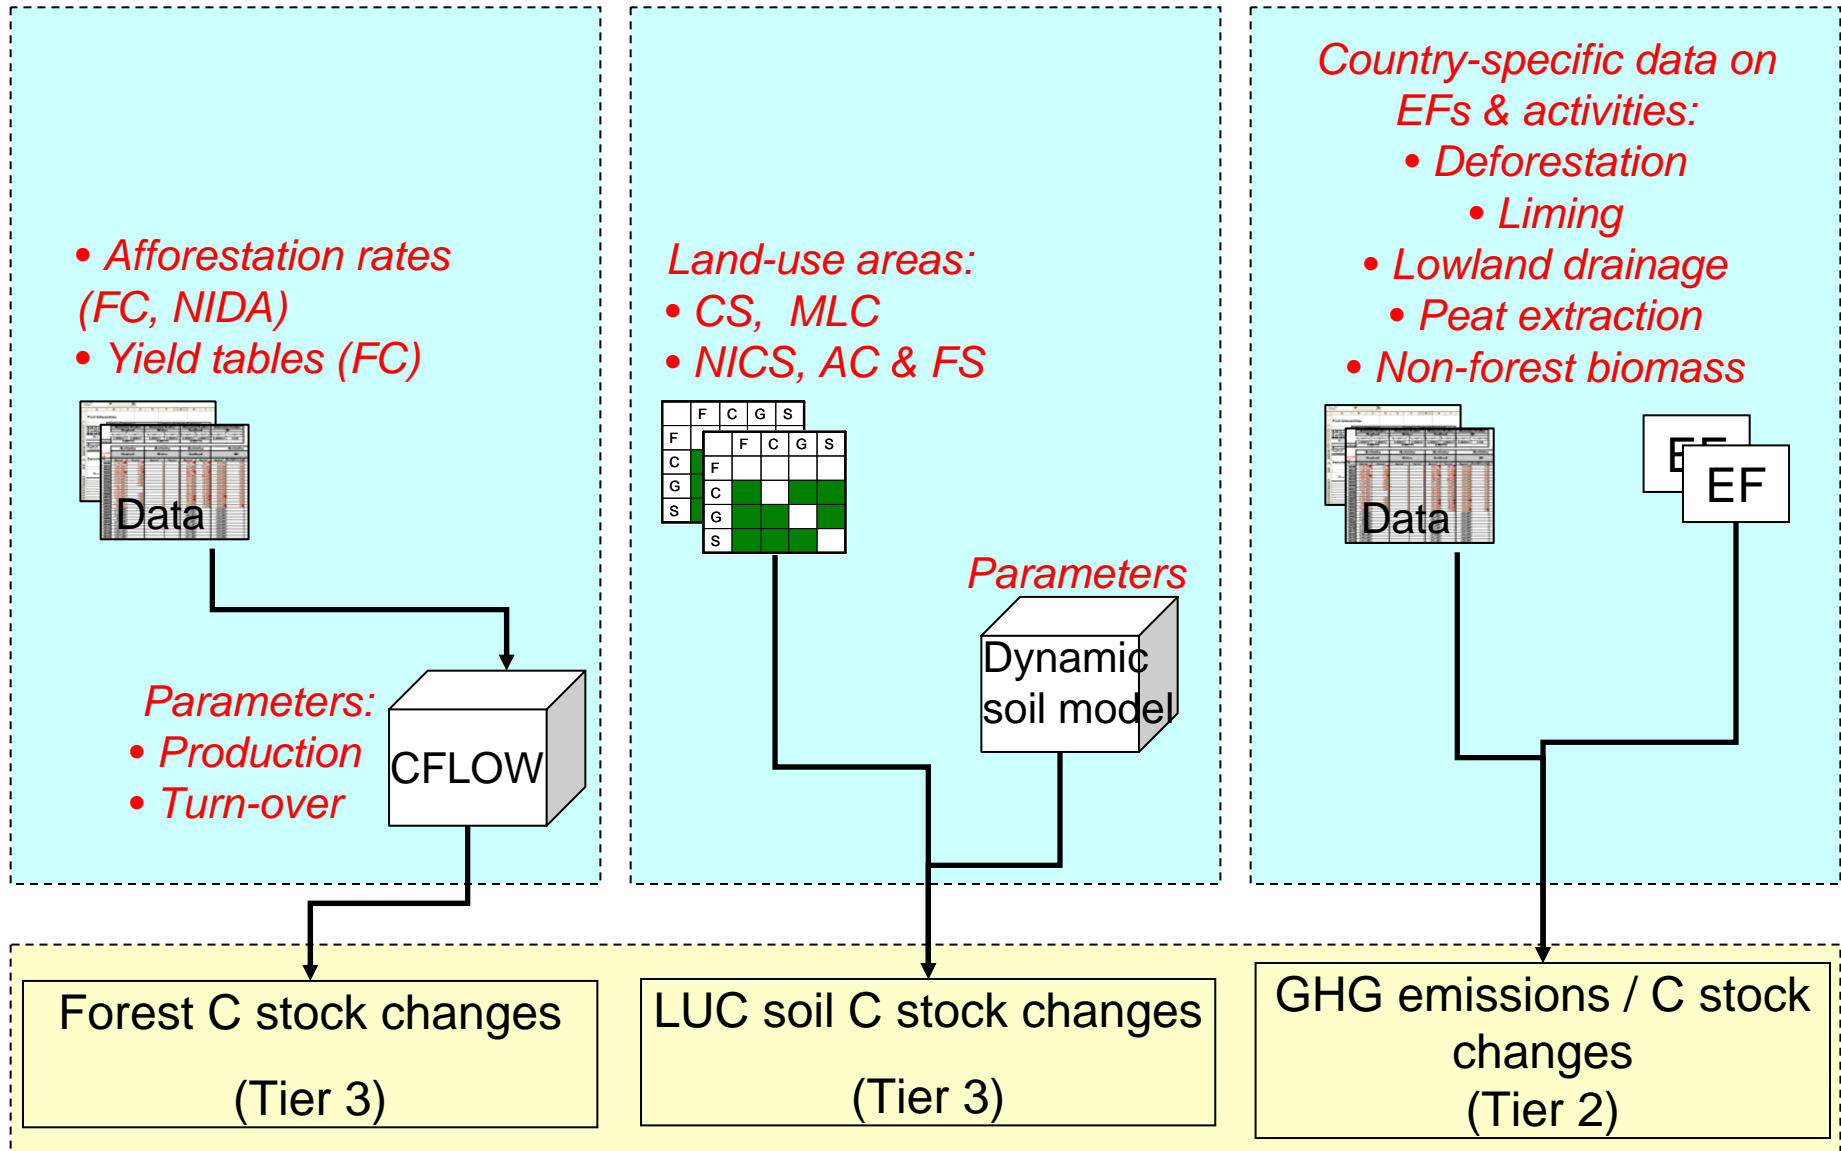 • Afforestation rates
(FC, NIDA)
• Yield tables (FC)
Data
Parameters:
• Production
• Turn-over
CFLOW
Forest C stock changes
(Tier 3)
Land-use areas:
• CS, MLC
• NICS, AC & FS
F C G S
F
C
G
S
F C G S
F
C
G
S
Parameters
Dynamic
soil model
LUC soil C stock changes
(Tier 3)
Country-specific data on
EFs & activities:
• Deforestation
• Liming
• Lowland drainage
• Peat extraction
• Non-forest biomass
Data
EF
EF
GHG emissions / C stock
changes
(Tier 2)